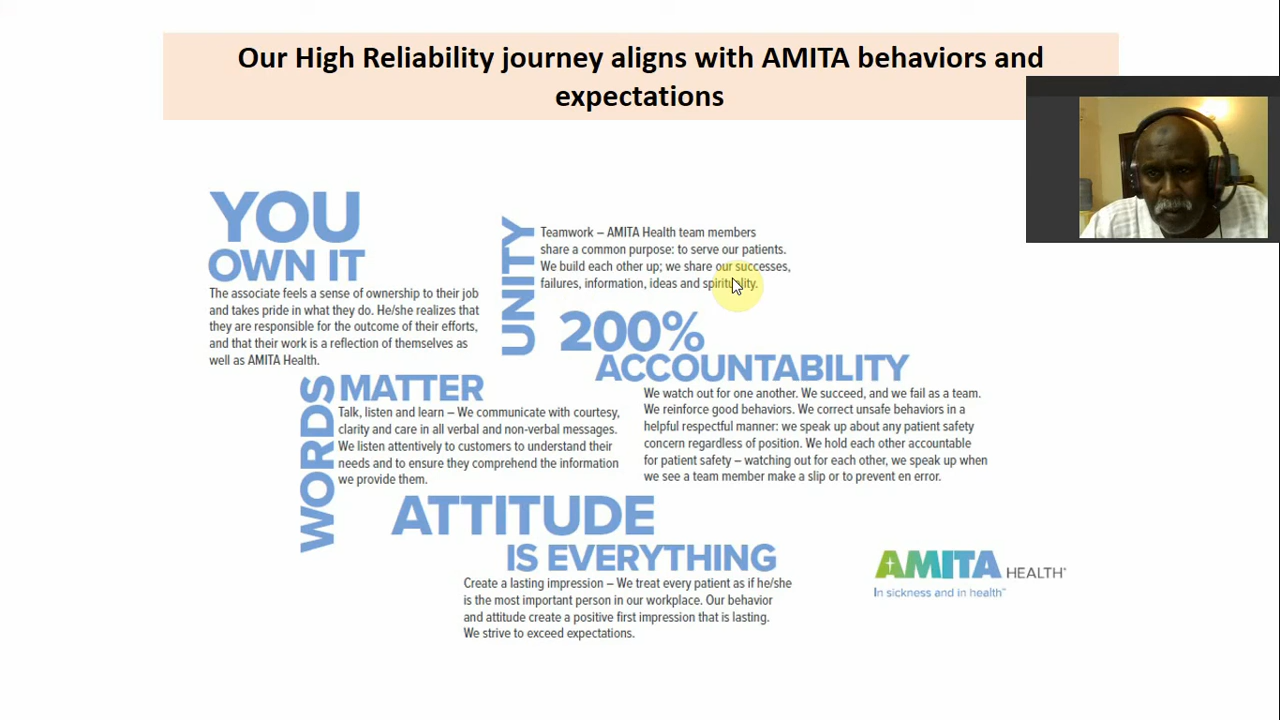 Our High Reliability journey aligns with AMITA behaviors and
expectations
YOU
OWN IT
The associate feels a sense of ownership to their job
and takes pride in what they do. He/she realizes that
they are responsible for the outcome of their efforts,
and that their work is a reflection of themselves as
well as AMITA Health.
UNITY
Teamwork – AMITA Health team members
share a common purpose: to serve our patients.
We build each other up; we share our successes,
failures, information, ideas and spirituality.
200%
ACCOUNTABILITY
We watch out for one another. We succeed, and we fail as a team.
We reinforce good behaviors. We correct unsafe behaviors in a
helpful respectful manner: we speak up about any patient safety
concern regardless of position. We hold each other accountable
for patient safety – watching out for each other, we speak up when
we see a team member make a slip or to prevent en error.
WORDS
MATTER
Talk, listen and learn – We communicate with courtesy,
clarity and care in all verbal and non-verbal messages.
We listen attentively to customers to understand their
needs and to ensure they comprehend the information
we provide them.
ATTITUDE
IS EVERYTHING
Create a lasting impression – We treat every patient as if he/she
is the most important person in our workplace. Our behavior
and attitude create a positive first impression that is lasting.
We strive to exceed expectations.
AMITA HEALTH
In sickness and in health